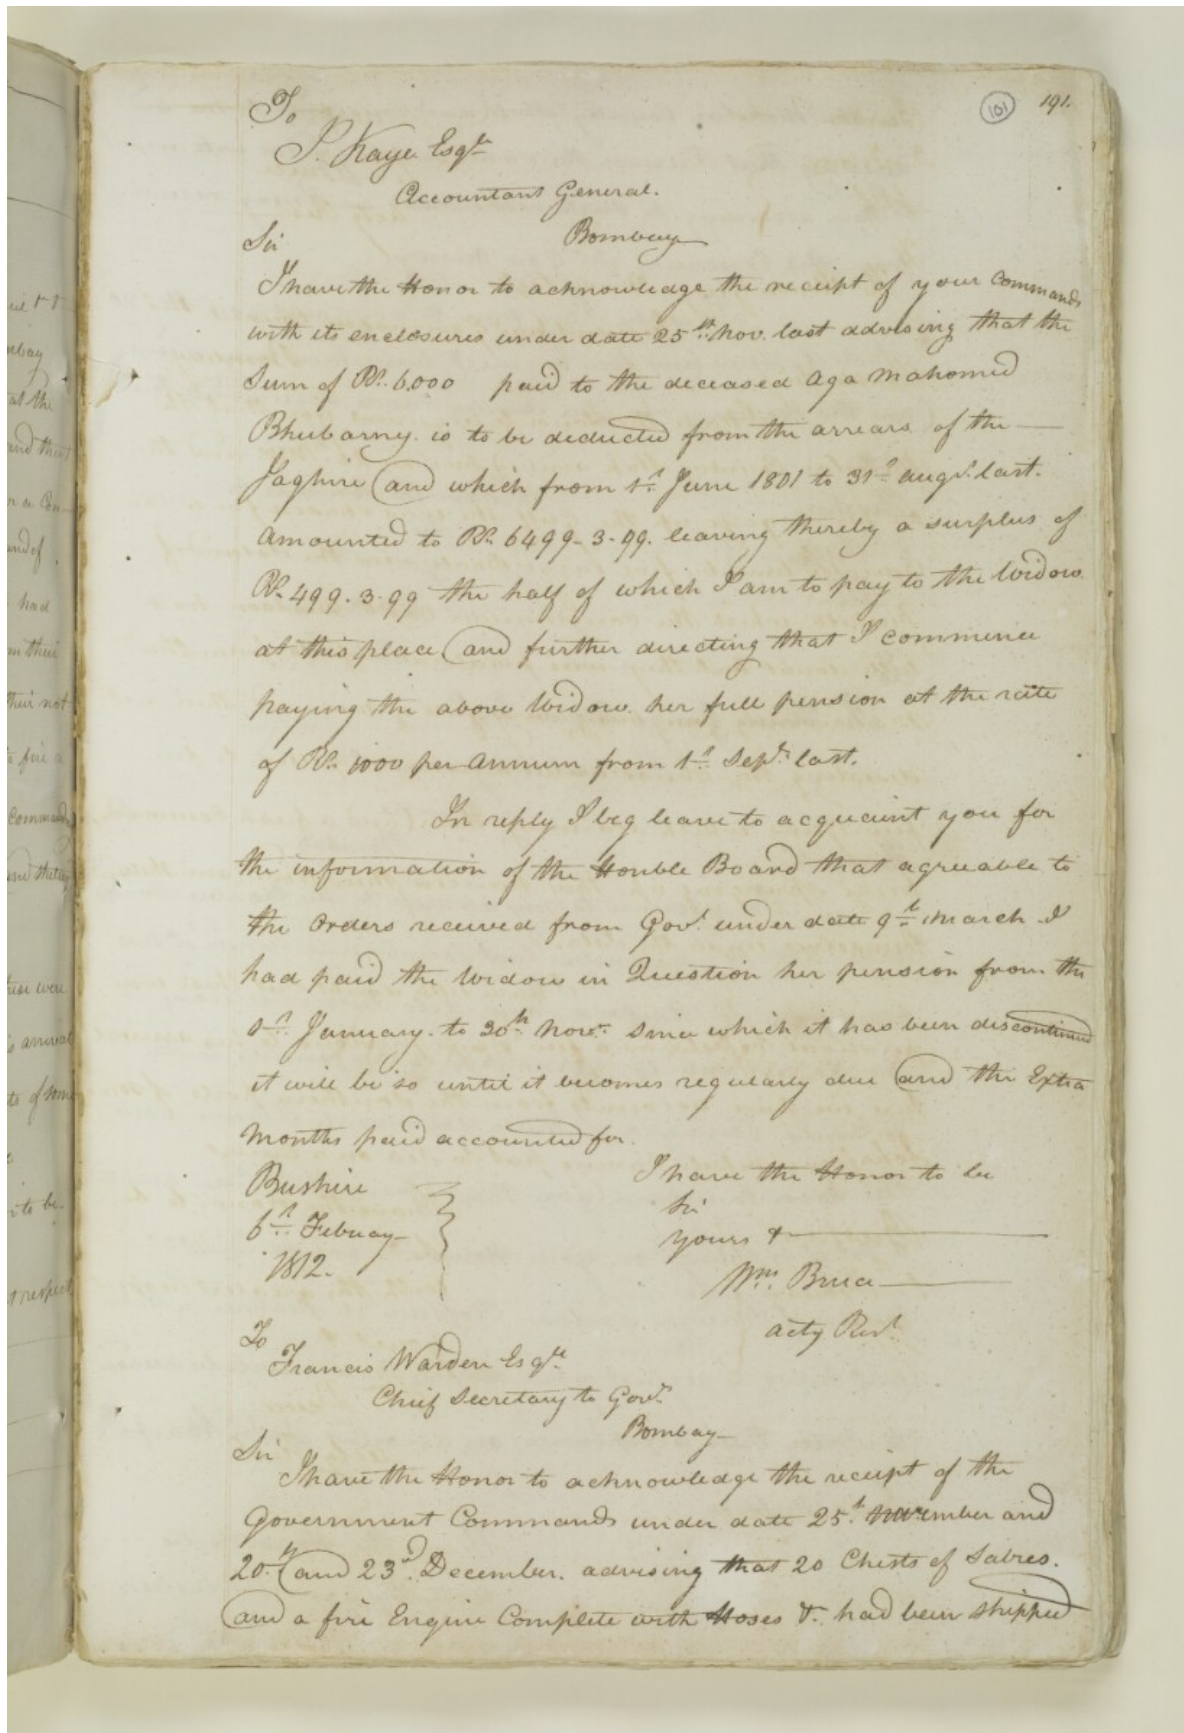 101 191.
To
J. Kaye Esqr
Accountant General.
Bombay
Sir
I have the Honor to acknowledge the receipt of your Commands
with its enclosures under date 25th Nov. last advising that the
Sum of Rs. 6,000 paid to the deceased Aga Mahomed
Bhubarny. is to be deducted from the arrears of the
Jaghire and which from 1st June 1801 to 31st augt. last.
amounted to Rs. 6499-3-99. leaving thereby a surplus of
Rs. 499.3.99 the half of which I am to pay to the Widow
at this place and further directing that I commence
paying the above Widow her full pension at the rate
of Rs. 1000 per annum from 1st Sepr. last.
In reply I beg leave to acquaint you for
the information of the Honble Board that agreeable to
the Orders received from Govt. under date 9th March I
had paid the Widow in Question her pension from the
1st January. to 30th Novr. since which it has been discontinued
it will be so until it becomes regularly due and the Extra
Months paid accounted for.
I have the Honor to be
Bushire
Sir
6th Febuay
yours &
1812.
Wm. Bruce
acty Rest.
To
Francis Warden Esqre
Chief Secretary to Govt.
Bombay
Sir
I have the Honor to acknowledge the receipt of the
Government Commands under date 25th November and
20th and 23d. December. advising that 20 Chests of Sabres.
and a fire Engine Complete with Hoses &. had been shipped